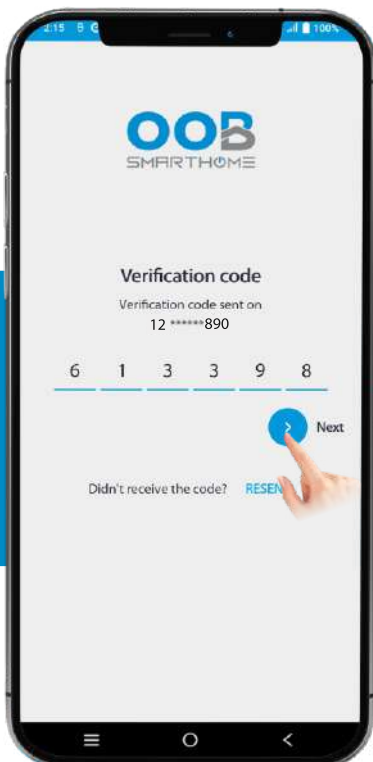 2:15
100%
OOB
SMARTHOME
Verification code
Verification code sent on
12 ******890
6 1 3 3 9 8
Next
Didn't receive the code? RESEN